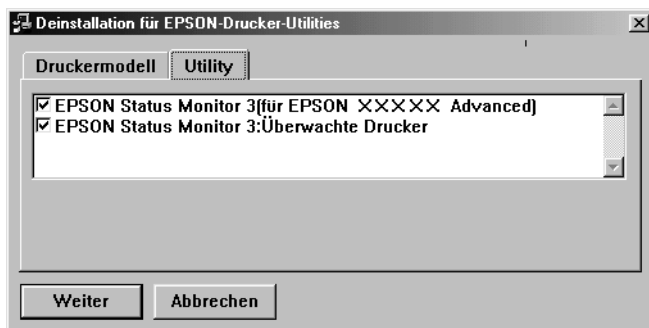 Deinstallation für EPSON-Drucker-Utilities
Druckermodell Utility
EPSON Status Monitor 3(für EPSON XXXXX Advanced)
EPSON Status Monitor 3:Überwachte Drucker
Weiter Abbrechen